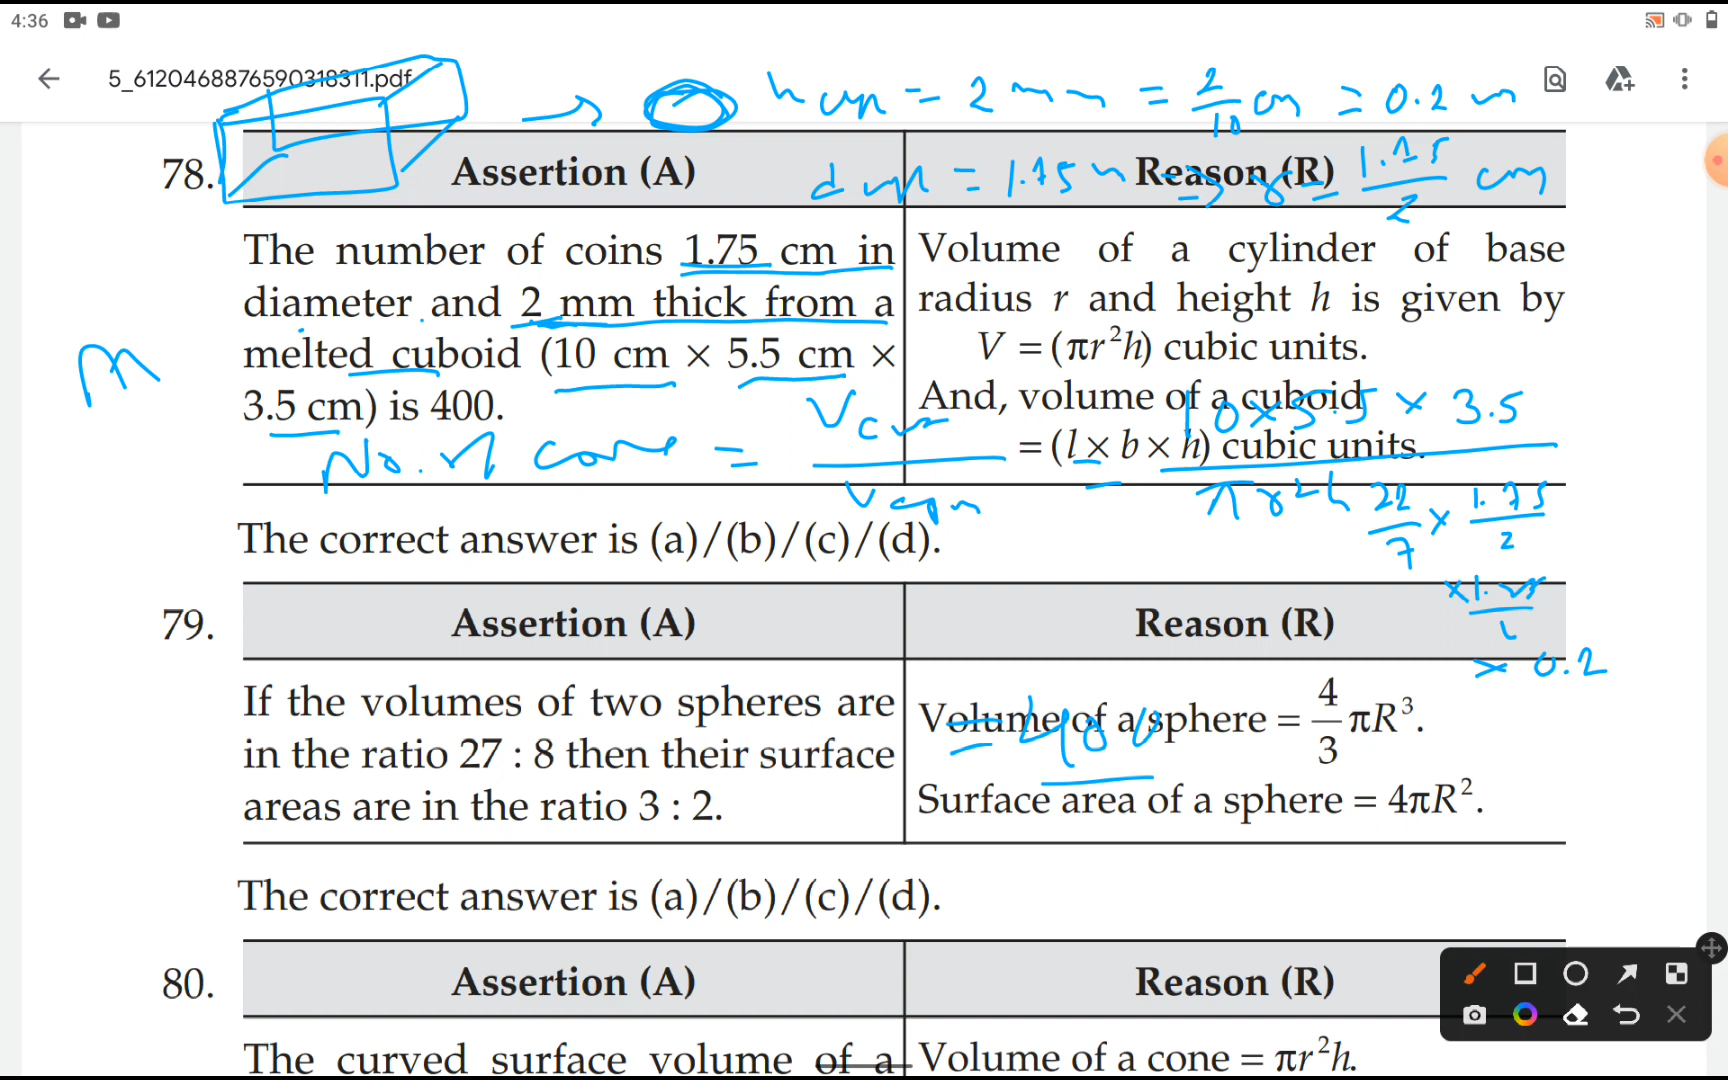 4:36
5_6120468876590318311.pdf
h coin = 2 mm = 2/10 cm = 0.2 m
78. Assertion (A) Reason (R)
d = 1.75 ⇒ r = 1.75/2 cm
The number of coins 1.75 cm in
diameter and 2 mm thick from a
melted cuboid (10 cm × 5.5 cm ×
3.5 cm) is 400.
Volume of a cylinder of base
radius r and height h is given by
V = (πr²h) cubic units.
And, volume of a cuboid
= (l × b × h) cubic units.
No. of = V / V = 10 × 5.5 × 3.5 / πr²h
22/7 × 1.75/2
× 0.2
= 400
The correct answer is (a)/(b)/(c)/(d).
79. Assertion (A) Reason (R)
If the volumes of two spheres are
in the ratio 27 : 8 then their surface
areas are in the ratio 3 : 2.
Volume of a sphere = 4/3 πR³.
Surface area of a sphere = 4πR².
The correct answer is (a)/(b)/(c)/(d).
80. Assertion (A) Reason (R)
The curved surface volume of a
Volume of a cone = πr²h.